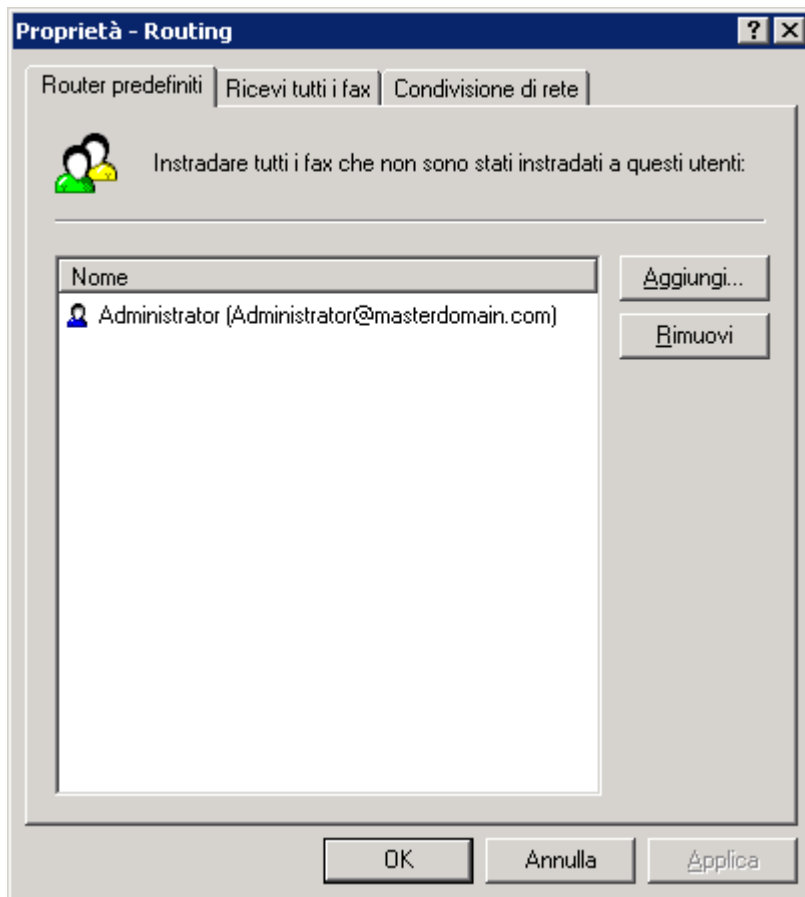 Proprietà - Routing
Router predefiniti Ricevi tutti i fax Condivisione di rete
Instradare tutti i fax che non sono stati instradati a questi utenti:
Nome
Aggiungi...
Administrator (Administrator@masterdomain.com)
Rimuovi
OK Annulla Applica